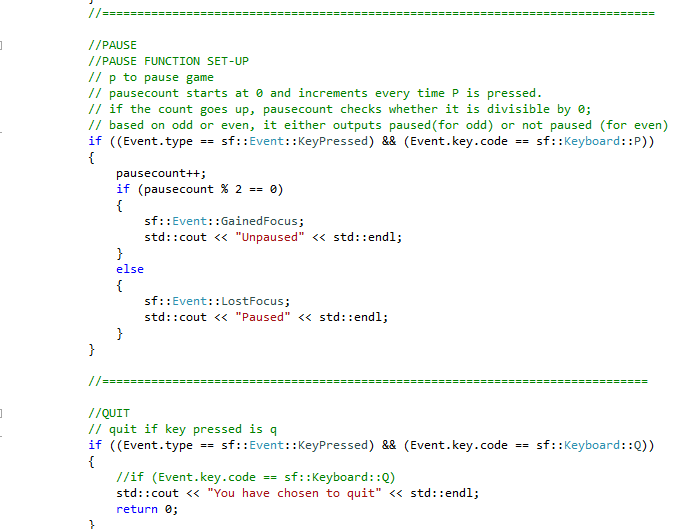 }
//===============================================================================
//PAUSE
//PAUSE FUNCTION SET-UP
// p to pause game
// pausecount starts at 0 and increments every time P is pressed.
// if the count goes up, pausecount checks whether it is divisible by 0;
// based on odd or even, it either outputs paused(for odd) or not paused (for even)
if ((Event.type == sf::Event::KeyPressed) && (Event.key.code == sf::Keyboard::P))
{
pausecount++;
if (pausecount % 2 == 0)
{
sf::Event::GainedFocus;
std::cout << "Unpaused" << std::endl;
}
else
{
sf::Event::LostFocus;
std::cout << "Paused" << std::endl;
}
}
//==============================================================================
//QUIT
// quit if key pressed is q
if ((Event.type == sf::Event::KeyPressed) && (Event.key.code == sf::Keyboard::Q))
{
//if (Event.key.code == sf::Keyboard::Q)
std::cout << "You have chosen to quit" << std::endl;
return 0;
}